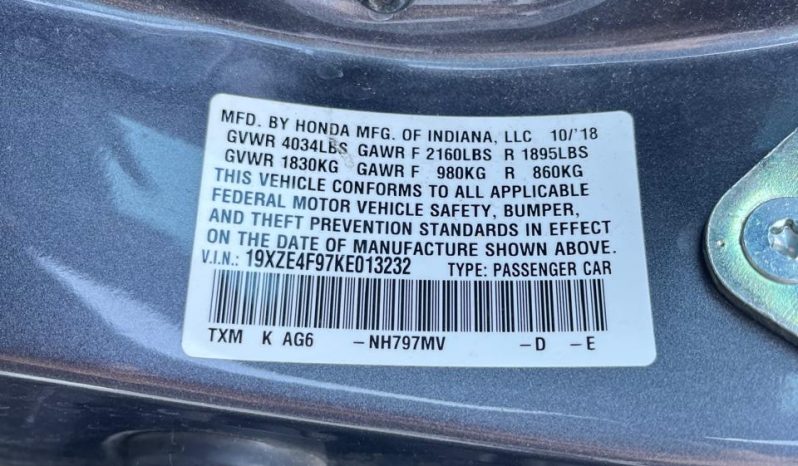 MFD. BY HONDA MFG. OF INDIANA, LLC 10/'18
GVWR 4034LBS GAWR F 2160LBS R 1895LBS
GVWR 1830KG GAWR F 980KG R 860KG
THIS VEHICLE CONFORMS TO ALL APPLICABLE
FEDERAL MOTOR VEHICLE SAFETY, BUMPER,
AND THEFT PREVENTION STANDARDS IN EFFECT
ON THE DATE OF MANUFACTURE SHOWN ABOVE.
V.I.N.: 19XZE4F97KE013232 TYPE: PASSENGER CAR
TXM K AG6 -NH797MV -D -E